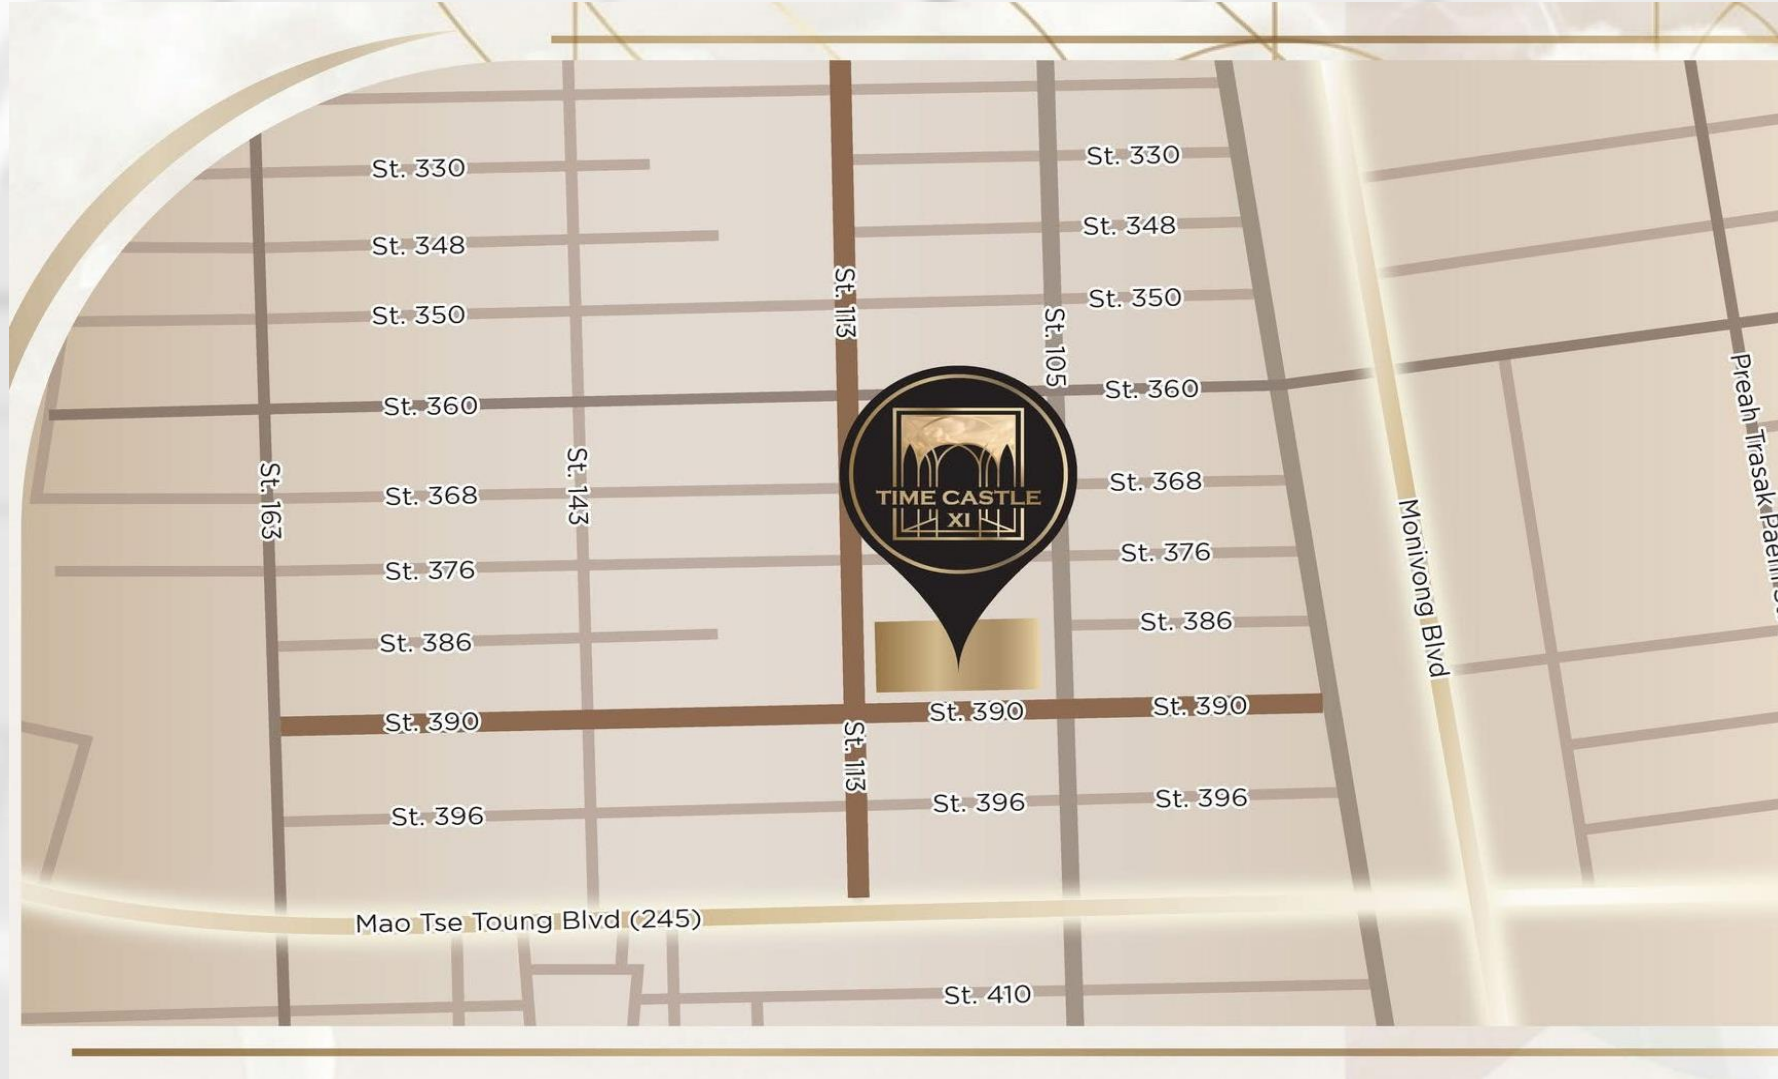 St. 330
St. 330
St. 348
St. 348
St. 113
St. 350
St. 350
St. 105
St. 360
St. 360
Preah Trasak
St. 163
St. 143
St. 368
TIME CASTLE
XI
St. 368
Monivong Blvd
St. 376
St. 376
St. 386
St. 386
St. 390
St. 390
St. 390
St. 113
St. 396
St. 396
St. 396
Mao Tse Toung Blvd (245)
St. 410